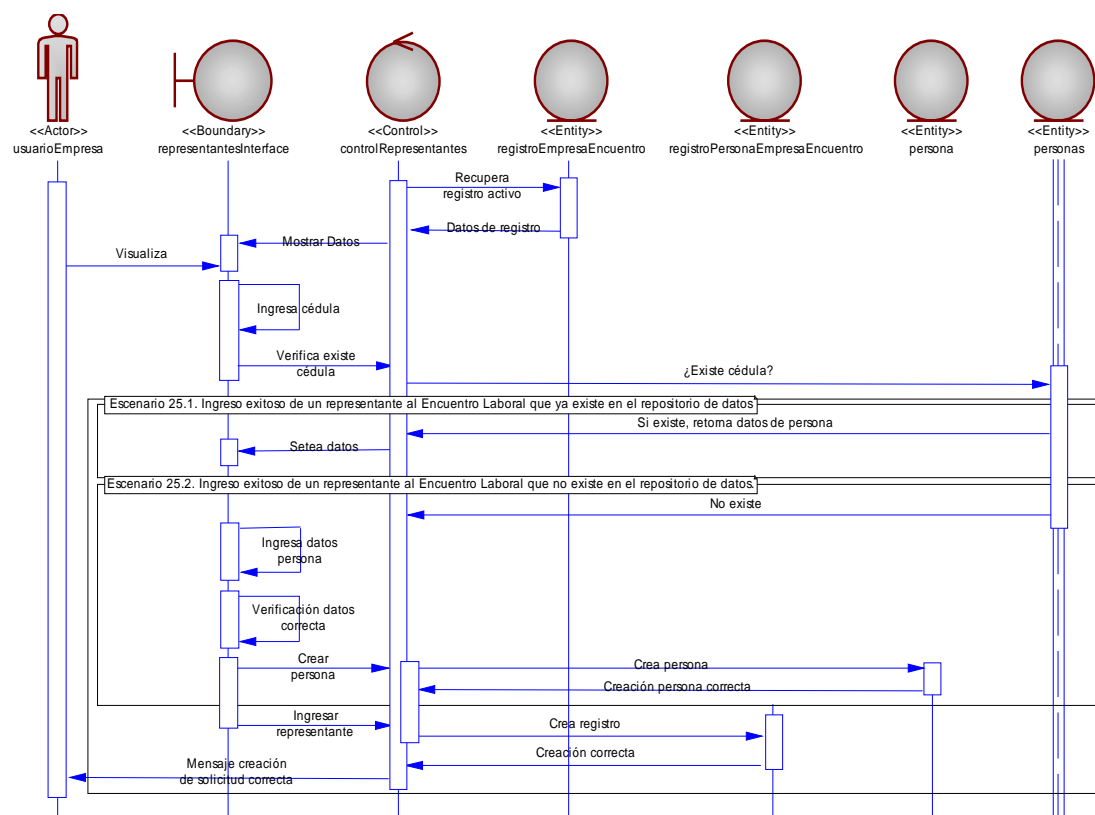 <<Actor>>
usuarioEmpresa
<<Boundary>>
representantesInterface
<<Control>>
controlRepresentantes
<<Entity>>
registroEmpresaEncuentro
<<Entity>>
registroPersonaEmpresaEncuentro
<<Entity>>
persona
<<Entity>>
personas
Recupera
registro activo
Datos de registro
Mostrar Datos
Visualiza
Ingresa cédula
Verifica existe
cédula
¿Existe cédula?
Escenario 25.1. Ingreso exitoso de un representante al Encuentro Laboral que ya existe en el repositorio de datos
Si existe, retorna datos de persona
Setea datos
Escenario 25.2. Ingreso exitoso de un representante al Encuentro Laboral que no existe en el repositorio de datos.
No existe
Ingresa datos
persona
Verificación datos
correcta
Crear
persona
Crea persona
Creación persona correcta
Ingresar
representante
Crea registro
Creación correcta
Mensaje creación
de solicitud correcta